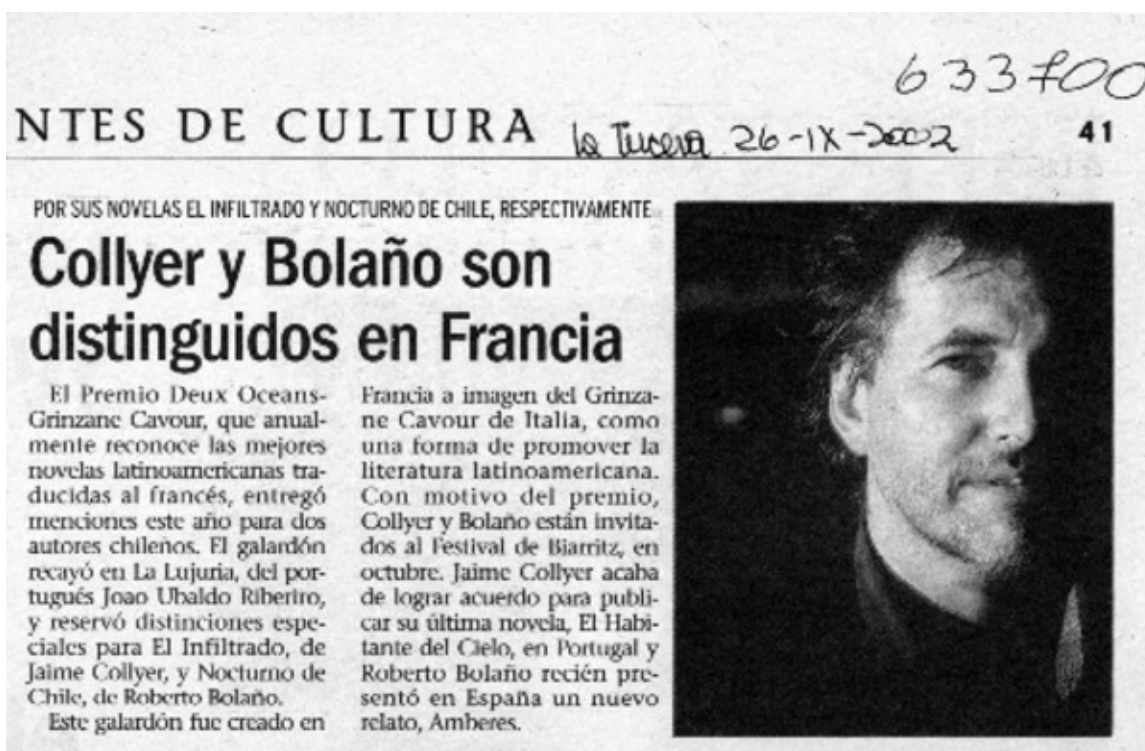 633700
NTES DE CULTURA La Tercera 26-IX-2002 41
POR SUS NOVELAS EL INFILTRADO Y NOCTURNO DE CHILE, RESPECTIVAMENTE
Collyer y Bolaño son
distinguidos en Francia
El Premio Deux Oceans-
Grinzane Cavour, que anual-
mente reconoce las mejores
novelas latinoamericanas tra-
ducidas al francés, entregó
menciones este año para dos
autores chilenos. El galardón
recayó en La Lujuria, del por-
tugués Joao Ubaldo Riberiro,
y reservó distinciones espe-
ciales para El Infiltrado, de
Jaime Collyer, y Nocturno de
Chile, de Roberto Bolaño.
Este galardón fue creado en
Francia a imagen del Grinza-
ne Cavour de Italia, como
una forma de promover la
literatura latinoamericana.
Con motivo del premio,
Collyer y Bolaño están invita-
dos al Festival de Biarritz, en
octubre. Jaime Collyer acaba
de lograr acuerdo para publi-
car su última novela, El Habi-
tante del Cielo, en Portugal y
Roberto Bolaño recién pre-
sentó en España un nuevo
relato, Amberes.